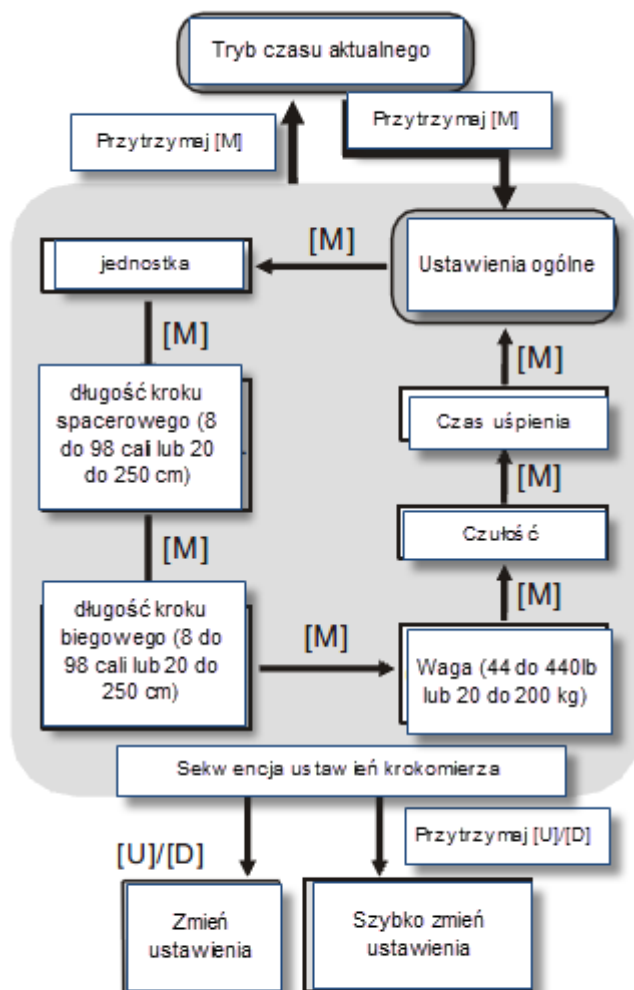 Tryb czasu aktualnego
Przytrzymaj [M]
Przytrzymaj [M]
[M]
jednostka
Ustawienia ogólne
[M]
[M]
długość kroku
spacerowego (8
do 98 cali lub 20
do 250 cm)
Czas uśpienia
[M]
Czułość
[M]
[M]
długość kroku
biegowego (8 do
98 cali lub 20 do
250 cm)
[M]
Waga (44 do 440lb
lub 20 do 200 kg)
Sekwencja ustawień krokomierza
[U]/[D]
Przytrzymaj [U]/[D]
Zmień
ustawienia
Szybko zmień
ustawienia